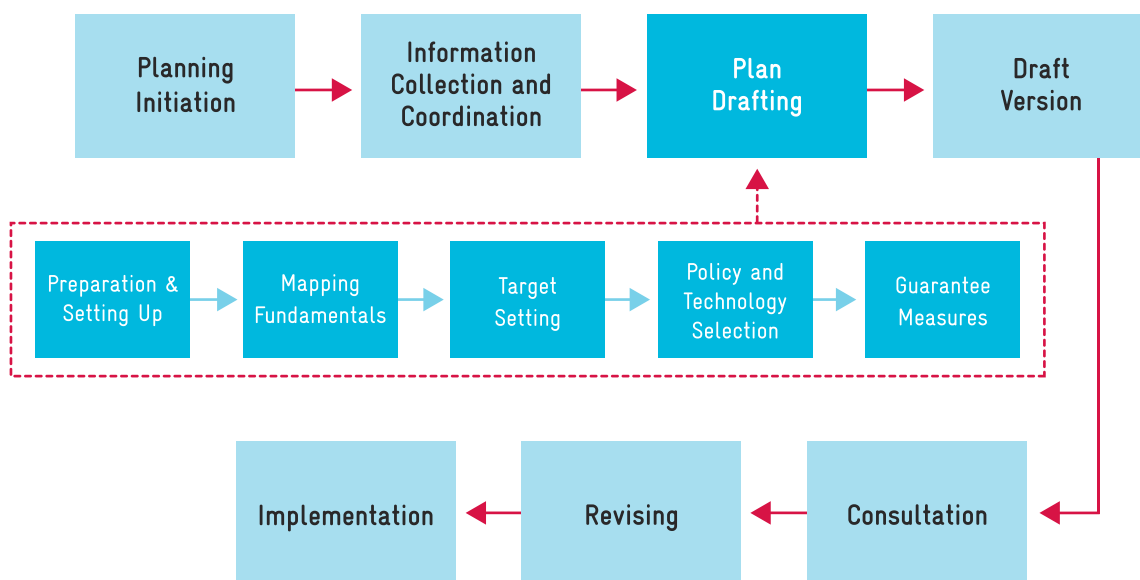 Planning
Initiation
Information
Collection and
Coordination
Plan
Drafting
Draft
Version
Preparation &
Setting Up
Mapping
Fundamentals
Target
Setting
Policy and
Technology
Selection
Guarantee
Measures
Implementation
Revising
Consultation